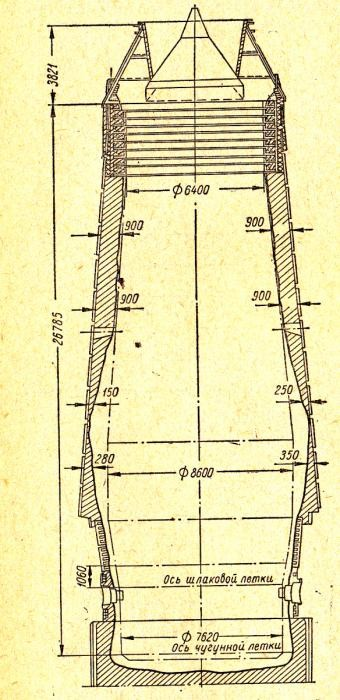 3821
ф 6400
900
900
900
900
26785
150
250
280
ф 8600
350
1060
Ось шлаковой летки
ф 7620
Ось чугунной летки